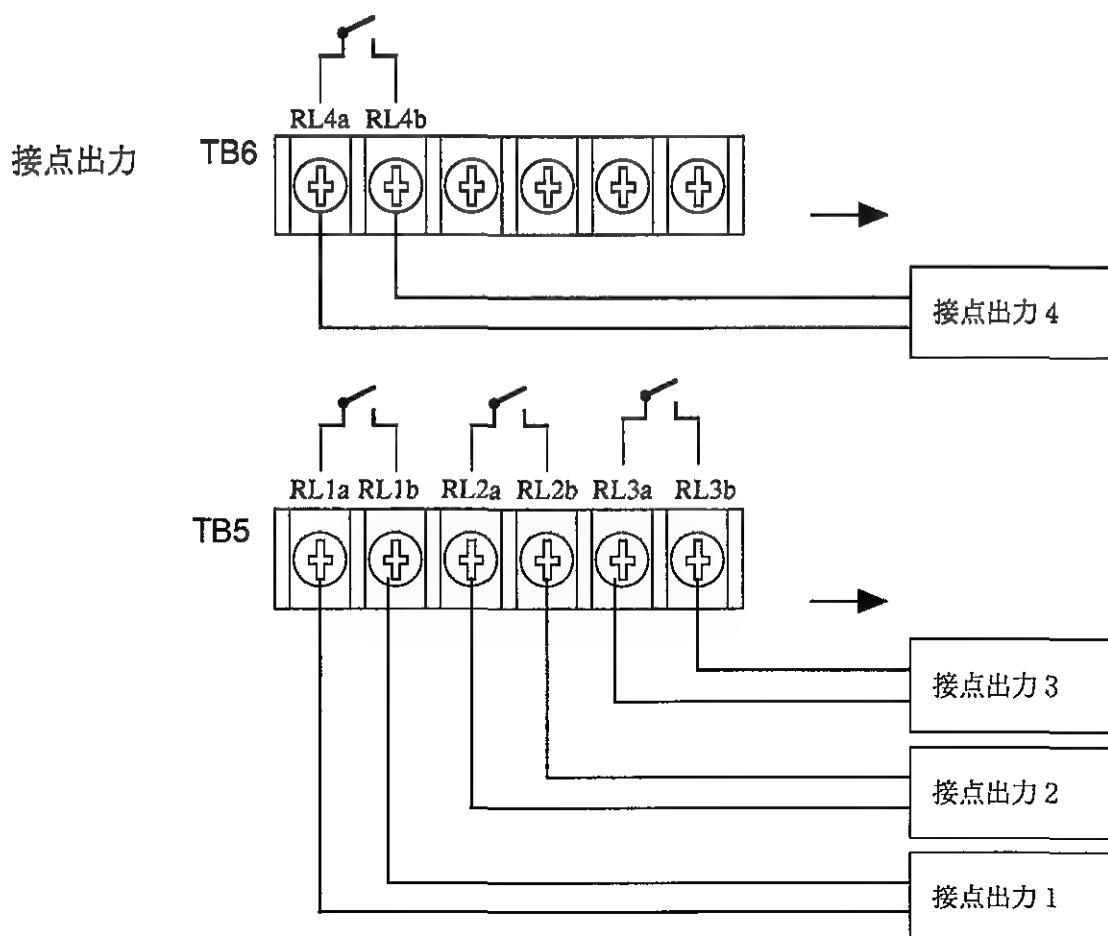 RL4a RL4b
接点出力 TB6
接点出力 4
RL1a RL1b RL2a RL2b RL3a RL3b
TB5
接点出力 3
接点出力 2
接点出力 1